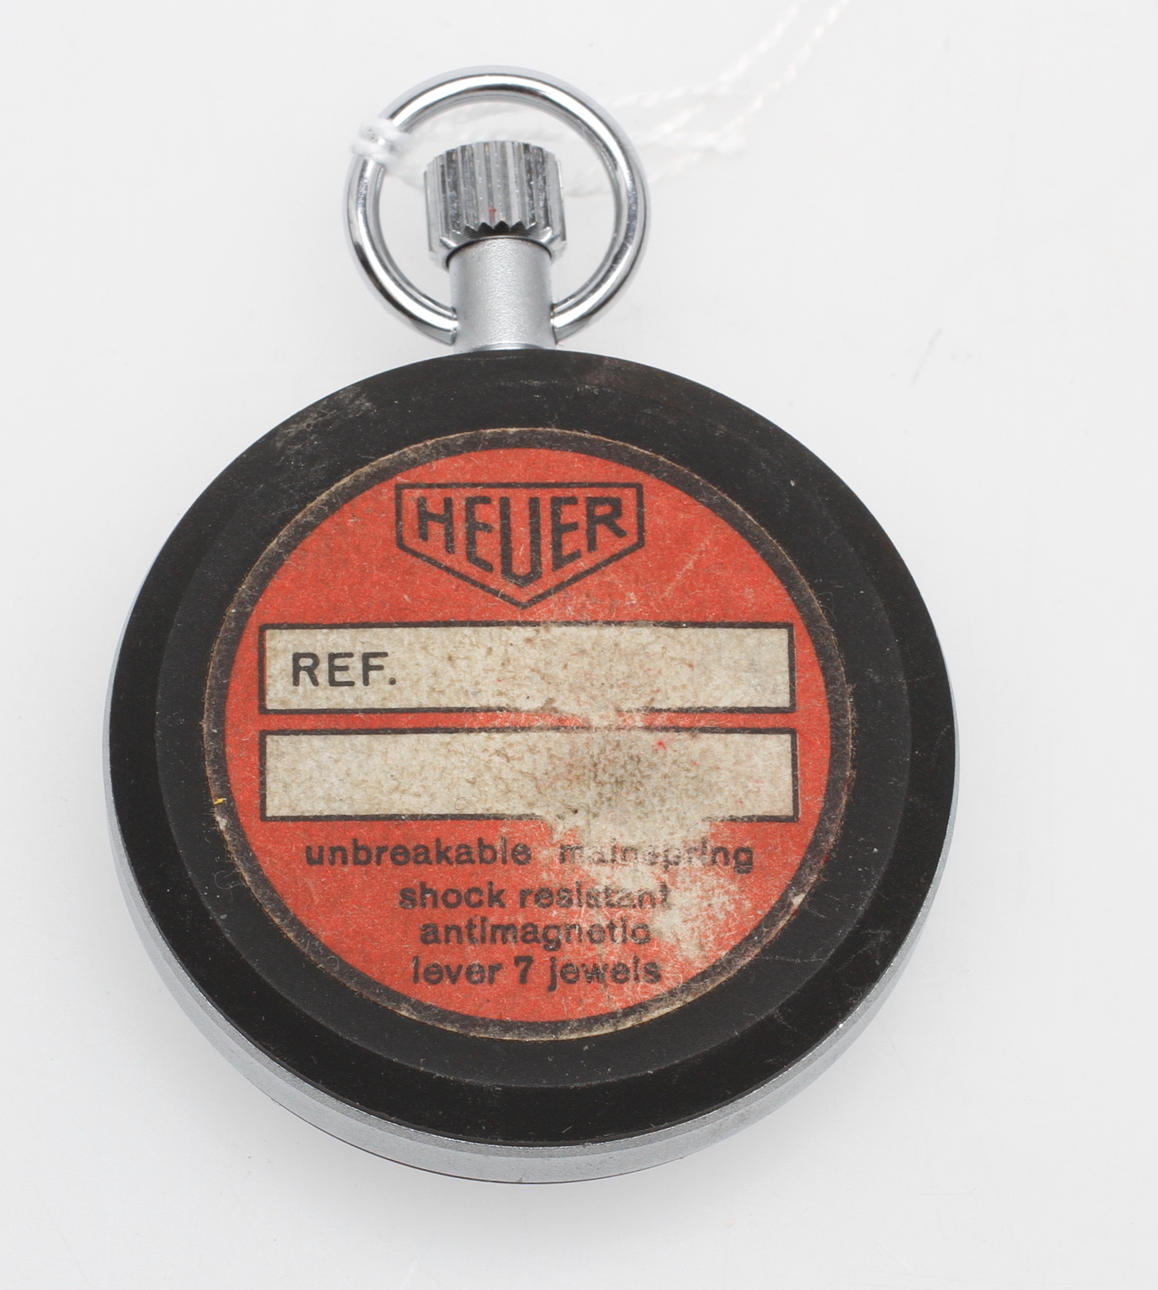 HEUER
REF.
unbreakable mainspring
shock resistant
antimagnetic
lever 7 jewels